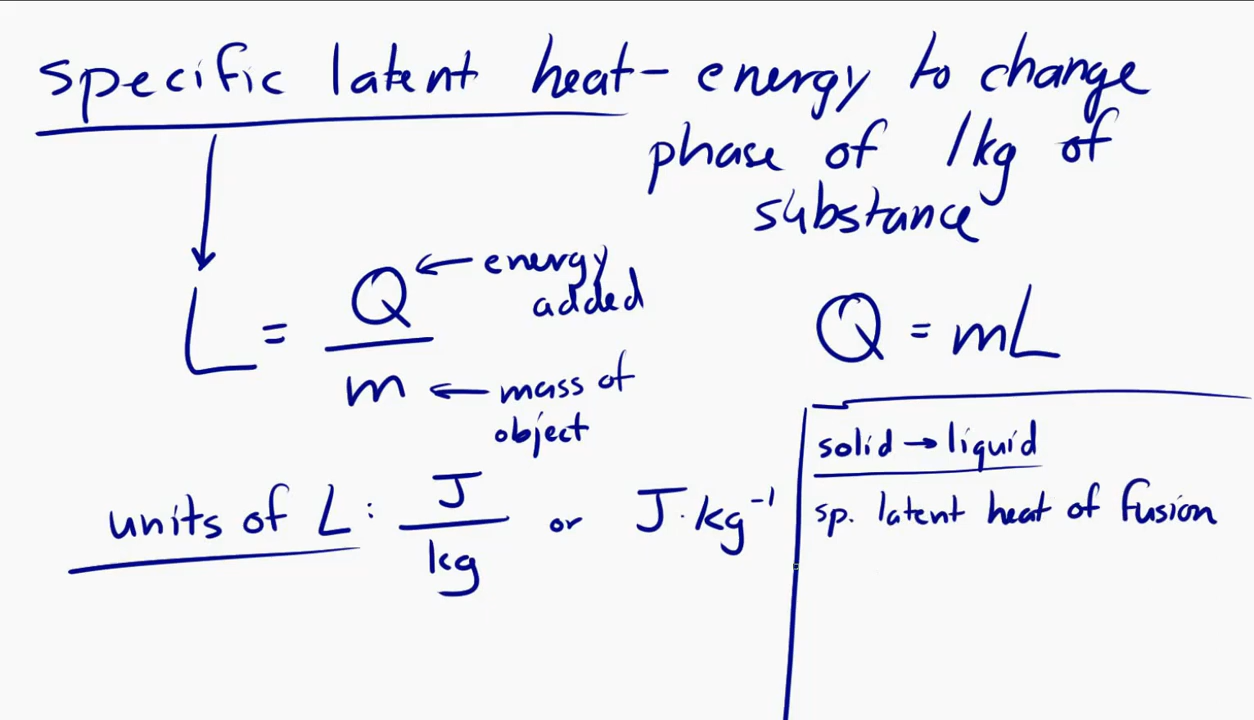 specific latent heat - energy to change
phase of 1kg of
substance
L = Q/m
← energy
added
← mass of
object
Q = mL
units of L: J/kg or J·kg⁻¹
solid → liquid
sp. latent heat of fusion